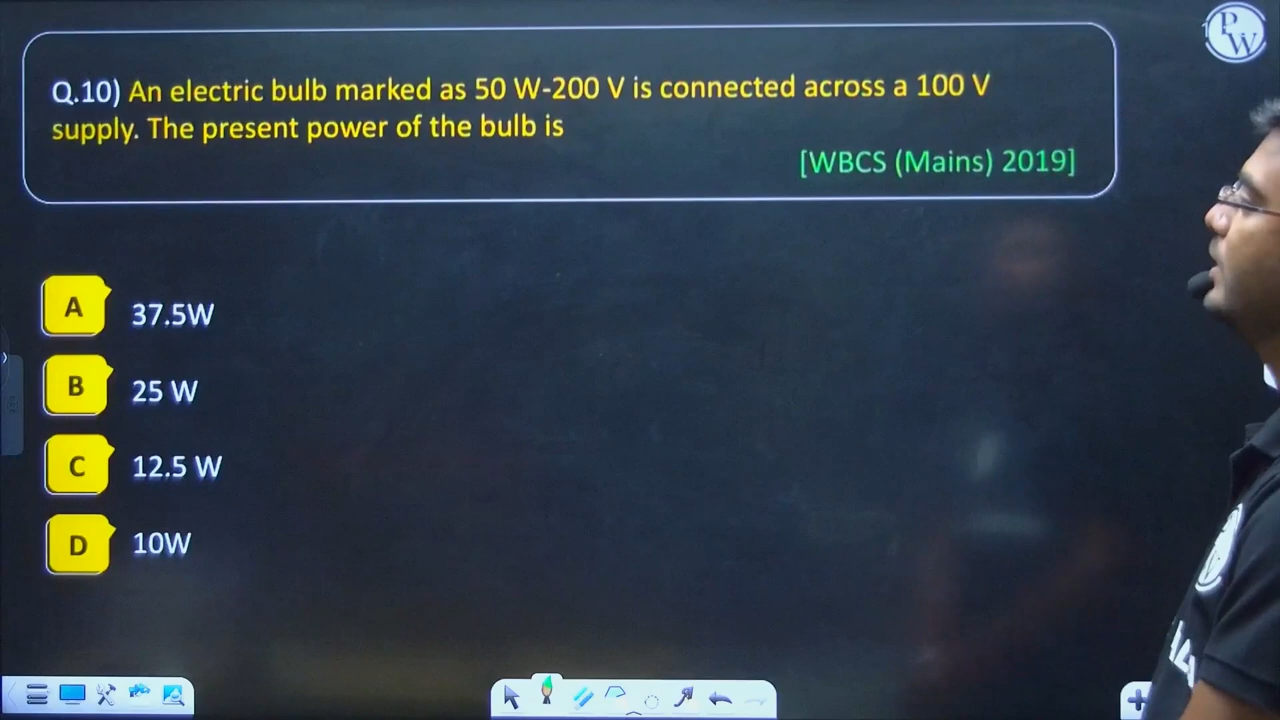 PW
Q.10) An electric bulb marked as 50 W-200 V is connected across a 100 V
supply. The present power of the bulb is
[WBCS (Mains) 2019]
A 37.5W
B 25 W
C 12.5 W
D 10W